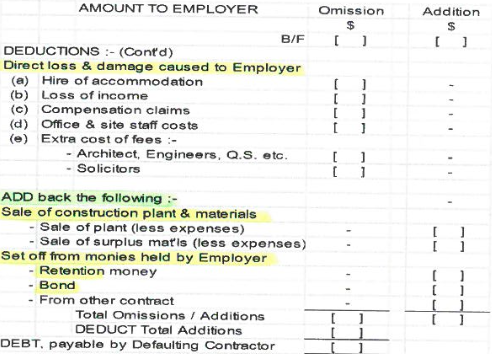 AMOUNT TO EMPLOYER Omission Addition
$ $
B/F [ ] [ ]
DEDUCTIONS :- (Cont'd)
Direct loss & damage caused to Employer
(a) Hire of accommodation [ ] -
(b) Loss of income [ ] -
(c) Compensation claims [ ] -
(d) Office & site staff costs [ ] -
(e) Extra cost of fees :-
- Architect, Engineers, Q.S. etc. [ ] -
- Solicitors [ ] -
ADD back the following :- -
Sale of construction plant & materials
- Sale of plant (less expenses) - [ ]
- Sale of surplus mat'ls (less expenses) - [ ]
Set off from monies held by Employer
- Retention money - [ ]
- Bond - [ ]
- From other contract - [ ]
Total Omissions / Additions [ ] [ ]
DEDUCT Total Additions [ ]
DEBT, payable by Defaulting Contractor [ ]